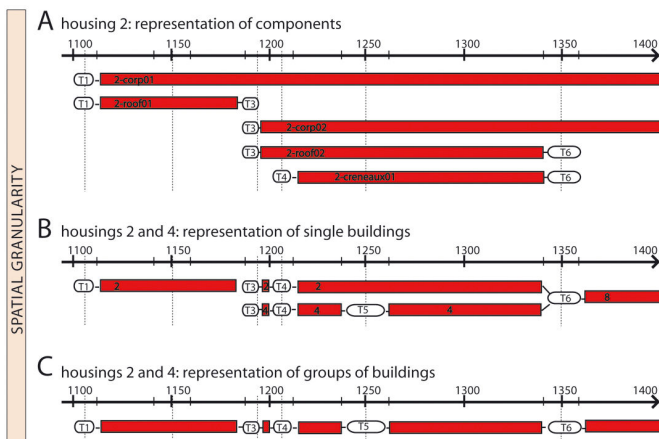 SPATIAL GRANULARITY
A housing 2: representation of components
1100 1150 1200 1250 1300 1350 1400
T1 2-corp01
T1 2-roof01 T3
T3 2-corp02
T3 2-roof02 T6
T4 2-creneaux01 T6
B housings 2 and 4: representation of single buildings
1100 1150 1200 1250 1300 1350 1400
T1 2 T3 2 T4 2 T6 8
T3 4 T4 4 T5 4
C housings 2 and 4: representation of groups of buildings
1100 1150 1200 1250 1300 1350 1400
T1 T3 T4 T5 T6